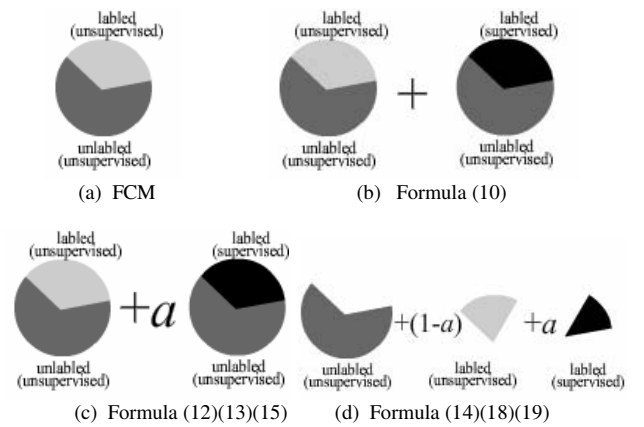 labled
(unsupervised)
unlabled
(unsupervised)
(a) FCM
labled
(unsupervised)
unlabled
(unsupervised)
+
labled
(supervised)
unlabled
(unsupervised)
(b) Formula (10)
labled
(unsupervised)
unlabled
(unsupervised)
+a
labled
(supervised)
unlabled
(unsupervised)
(c) Formula (12)(13)(15)
unlabled
(unsupervised)
+(1-a)
labled
(unsupervised)
+a
labled
(supervised)
(d) Formula (14)(18)(19)